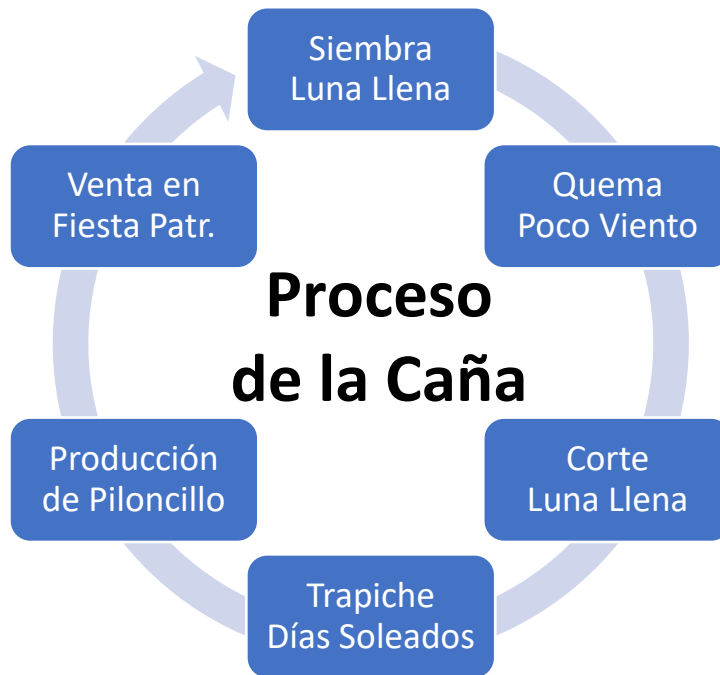 Siembra
Luna Llena
Quema
Poco Viento
Corte
Luna Llena
Trapiche
Días Soleados
Producción
de Piloncillo
Venta en
Fiesta Patr.
Proceso
de la Caña